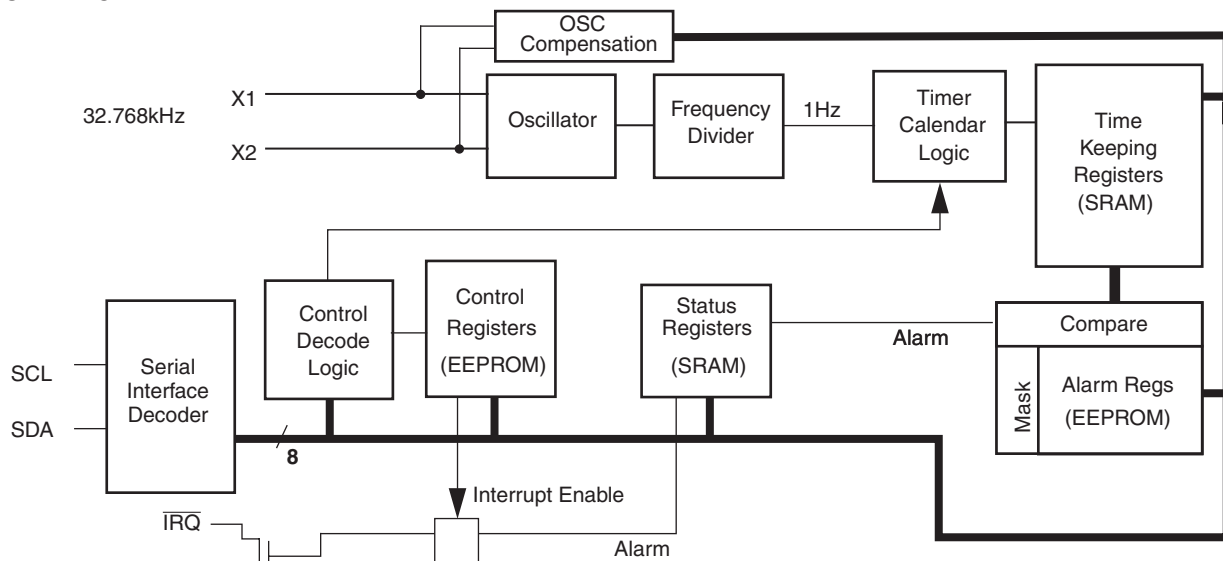 OSC
Compensation
X1
32.768kHz
X2
Oscillator
Frequency
Divider
1Hz
Timer
Calendar
Logic
Time
Keeping
Registers
(SRAM)
Control
Decode
Logic
Control
Registers
(EEPROM)
Status
Registers
(SRAM)
Alarm
Compare
Mask
Alarm Regs
(EEPROM)
SCL
SDA
Serial
Interface
Decoder
8
Interrupt Enable
IRQ
Alarm